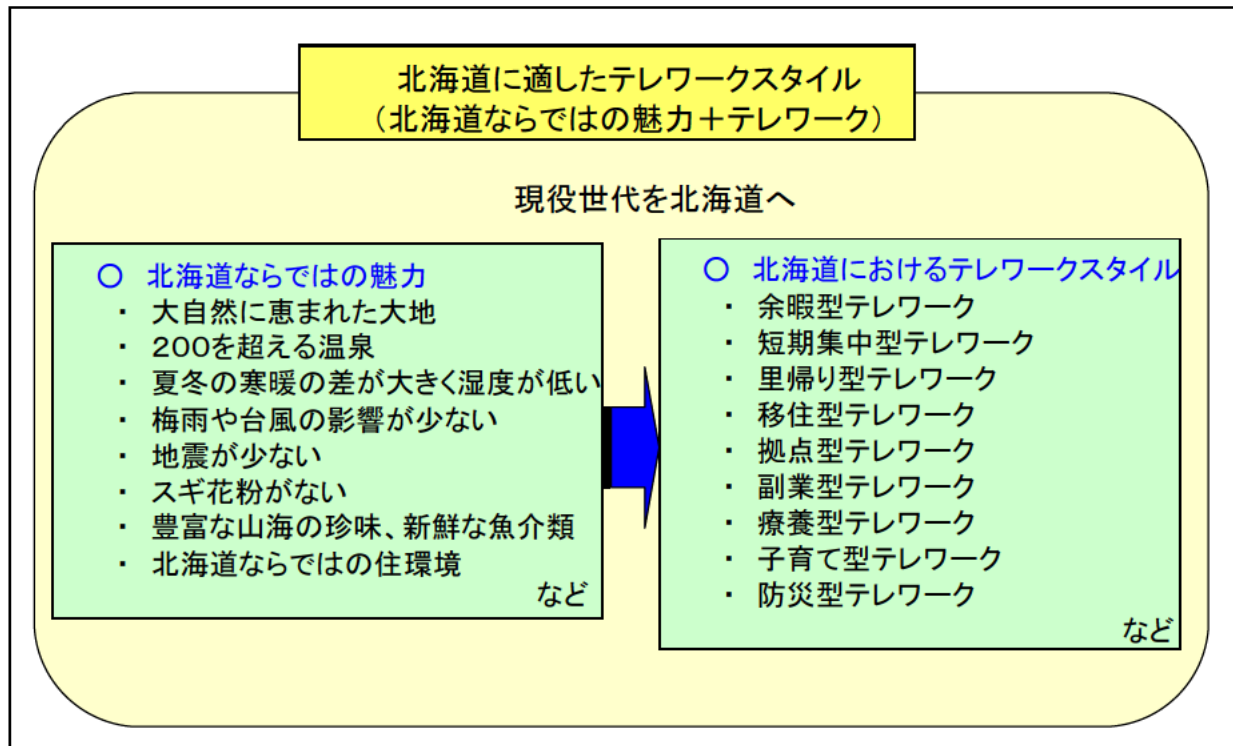 北海道に適したテレワークスタイル
（北海道ならではの魅力＋テレワーク）
現役世代を北海道へ
○ 北海道ならではの魅力
・ 大自然に恵まれた大地
・ ２００を超える温泉
・ 夏冬の寒暖の差が大きく湿度が低い
・ 梅雨や台風の影響が少ない
・ 地震が少ない
・ スギ花粉がない
・ 豊富な山海の珍味、新鮮な魚介類
・ 北海道ならではの住環境
など
○ 北海道におけるテレワークスタイル
・ 余暇型テレワーク
・ 短期集中型テレワーク
・ 里帰り型テレワーク
・ 移住型テレワーク
・ 拠点型テレワーク
・ 副業型テレワーク
・ 療養型テレワーク
・ 子育て型テレワーク
・ 防災型テレワーク
など